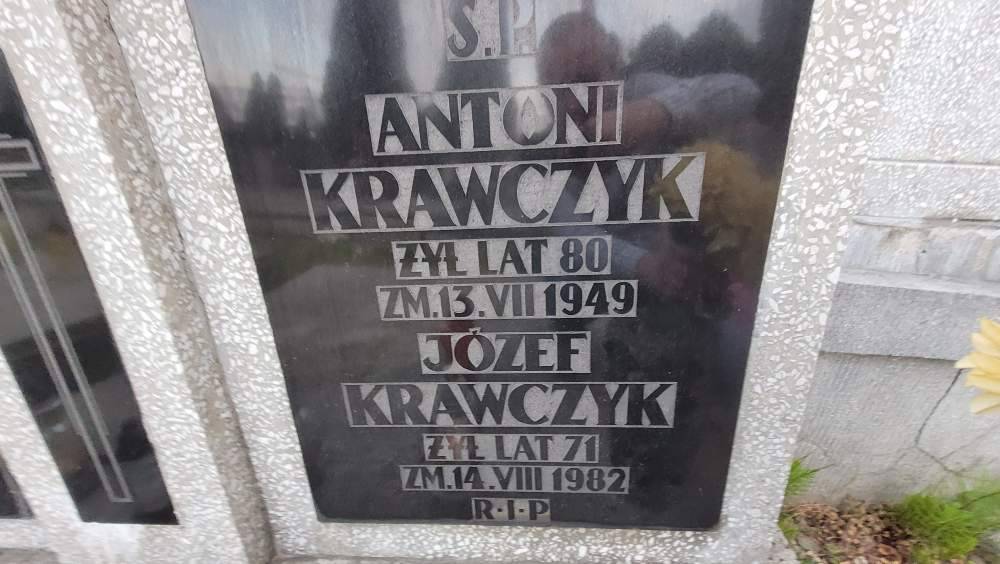 Ś.P.
ANTONI
KRAWCZYK
ŻYŁ LAT 80
ZM.13.VII 1949
JÓZEF
KRAWCZYK
ŻYŁ LAT 71
ZM.14.VIII 1982
R·I·P